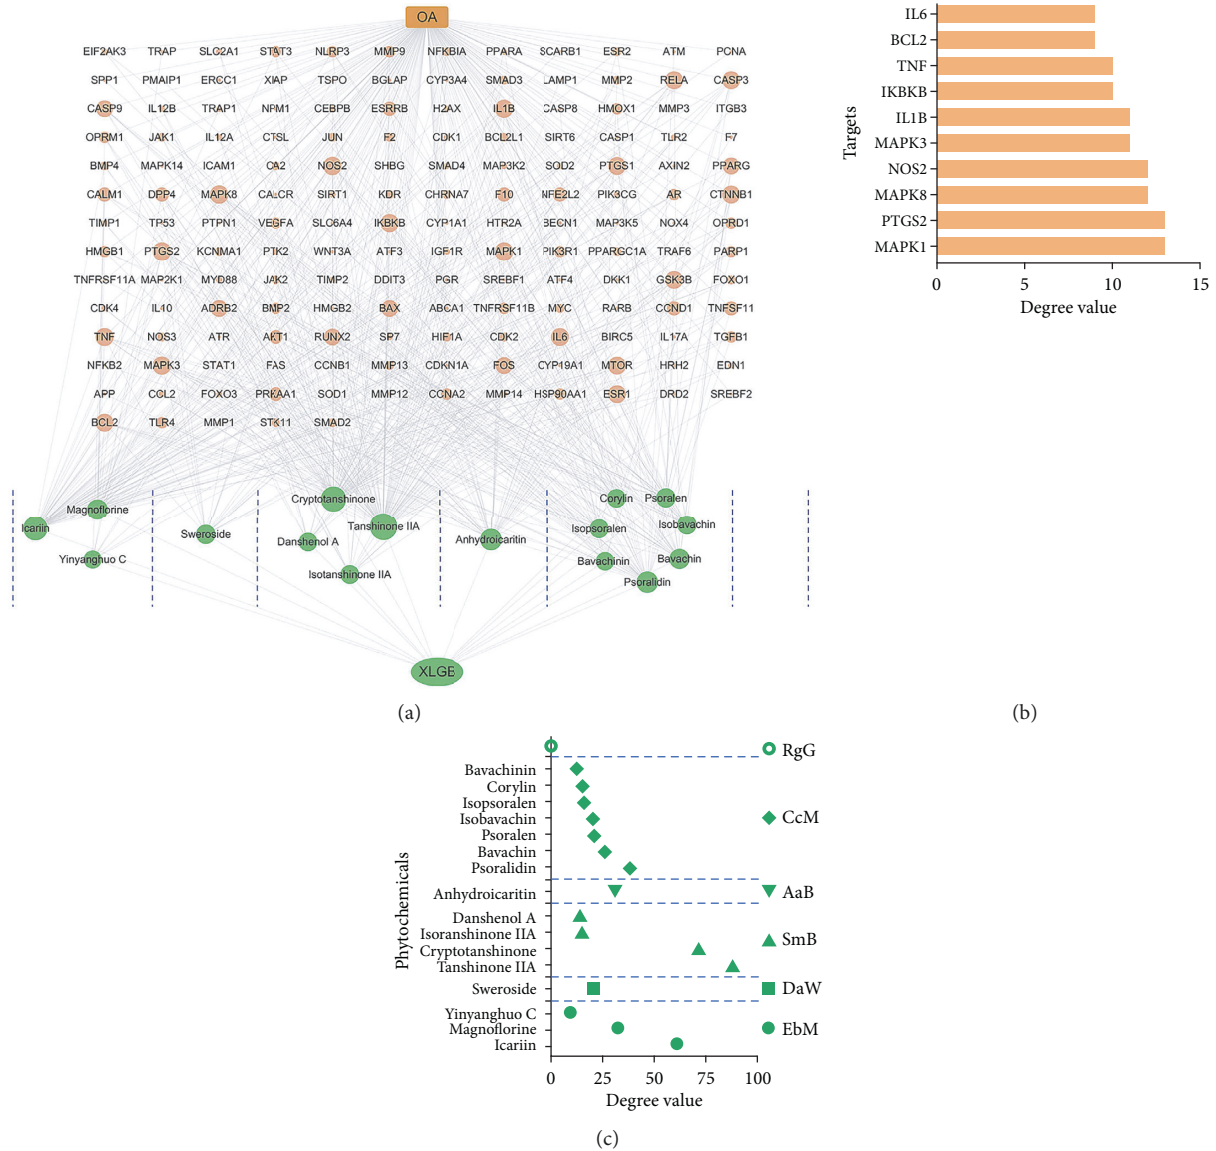 OA
EIF2AK3 TRAP SLC2A1 STAT3 NLRP3 MMP9 NFKBIA PPARA SCARB1 ESR2 ATM PCNA
SPP1 PMAIP1 ERCC1 XIAP TSPO BGLAP CYP3A4 SMAD3 LAMP1 MMP2 RELA CASP3
CASP9 IL12B TRAP1 NPM1 CEBPB ESRRB H2AX IL1B CASP8 HMOX1 MMP3 ITGB3
OPRM1 JAK1 IL12A CTSL JUN F2 CDK1 BCL2L1 SIRT6 CASP1 TLR2 F7
BMP4 MAPK14 ICAM1 CA2 NOS2 SHBG SMAD4 MAP3K2 SOD2 PTGS1 AXIN2 PPARG
CALM1 DPP4 MAPK8 CALCR SIRT1 KDR CHRNA7 F10 NFE2L2 PIK3CG AR CTNNB1
TIMP1 TP53 PTPN1 VEGFA SLC6A4 IKBKB CYP1A1 HTR2A BECN1 MAP3K5 NOX4 OPRD1
HMGB1 PTGS2 KCNMA1 PTK2 WNT3A ATF3 IGF1R MAPK1 PIK3R1 PPARGC1A TRAF6 PARP1
TNFRSF11A MAP2K1 MYD88 JAK2 TIMP2 DDIT3 PGR SREBF1 ATF4 DKK1 GSK3B FOXO1
CDK4 IL10 ADRB2 BMP2 HMGB2 BAX ABCA1 TNFRSF11B MYC RARB CCND1 TNFSF11
TNF NOS3 ATR AKT1 RUNX2 SP7 HIF1A CDK2 IL6 BIRC5 IL17A TGFB1
NFKB2 MAPK3 STAT1 FAS CCNB1 MMP13 CDKN1A FOS CYP19A1 MTOR HRH2 EDN1
APP CCL2 FOXO3 PRKAA1 SOD1 MMP12 CCNA2 MMP14 HSP90AA1 ESR1 DRD2 SREBF2
BCL2 TLR4 MMP1 STK11 SMAD2
Icariin
Magnoflorine
Yinyanghuo C
Sweroside
Cryptotanshinone
Tanshinone IIA
Danshenol A
Isotanshinone IIA
Anhydroicaritin
Corylin
Psoralen
Isopsoralen
Isobavachin
Bavachinin
Bavachin
Psoralidin
XLGB
(a)
Targets
IL6
BCL2
TNF
IKBKB
IL1B
MAPK3
NOS2
MAPK8
PTGS2
MAPK1
0 5 10 15
Degree value
(b)
Phytochemicals
RgG
Bavachinin
Corylin
Isopsoralen
Isobavachin
Psoralen
Bavachin
Psoralidin
CcM
Anhydroicaritin
AaB
Danshenol A
Isoranshinone IIA
Cryptotanshinone
Tanshinone IIA
SmB
Sweroside
DaW
Yinyanghuo C
Magnoflorine
Icariin
EbM
0 25 50 75 100
Degree value
(c)